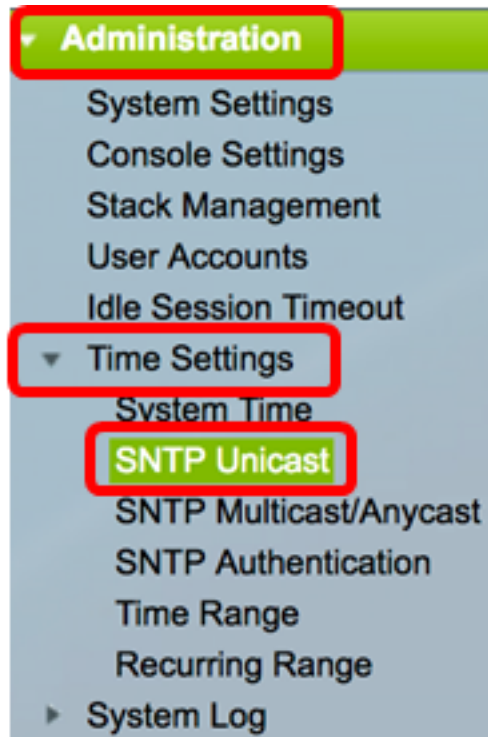 Administration
System Settings
Console Settings
Stack Management
User Accounts
Idle Session Timeout
Time Settings
System Time
SNTP Unicast
SNTP Multicast/Anycast
SNTP Authentication
Time Range
Recurring Range
System Log